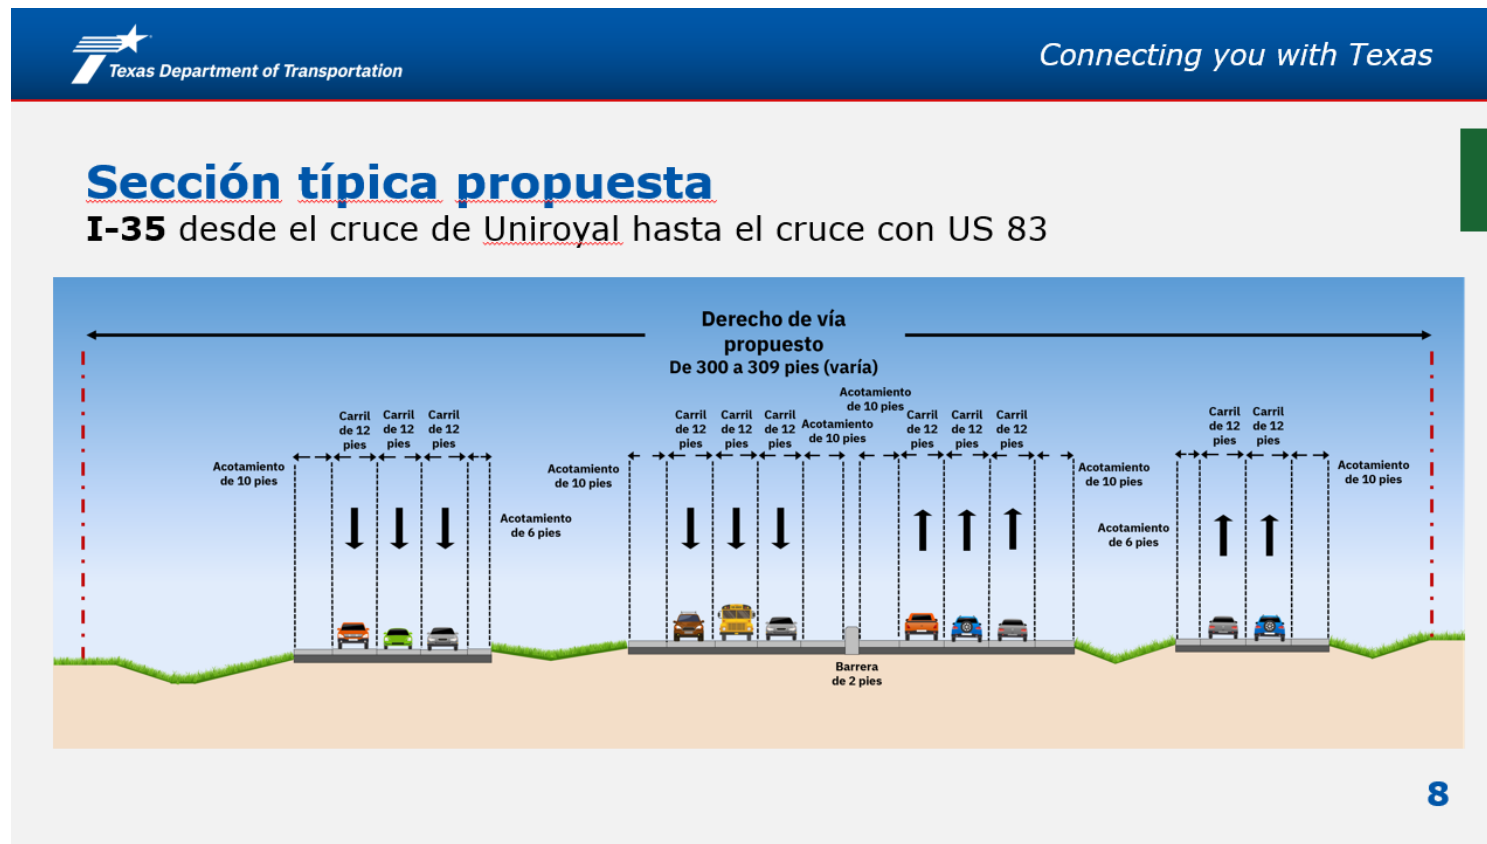 Texas Department of Transportation
Connecting you with Texas
Sección típica propuesta
I-35 desde el cruce de Uniroyal hasta el cruce con US 83
Derecho de vía
propuesto
De 300 a 309 pies (varía)
Acotamiento
de 10 pies
Carril
de 12
pies
Carril
de 12
pies
Carril
de 12
pies
Acotamiento
de 6 pies
Acotamiento
de 10 pies
Carril
de 12
pies
Carril
de 12
pies
Carril
de 12
pies
Acotamiento
de 10 pies
Acotamiento
de 10 pies
Carril
de 12
pies
Carril
de 12
pies
Carril
de 12
pies
Acotamiento
de 10 pies
Acotamiento
de 6 pies
Carril
de 12
pies
Carril
de 12
pies
Acotamiento
de 10 pies
Barrera
de 2 pies
8